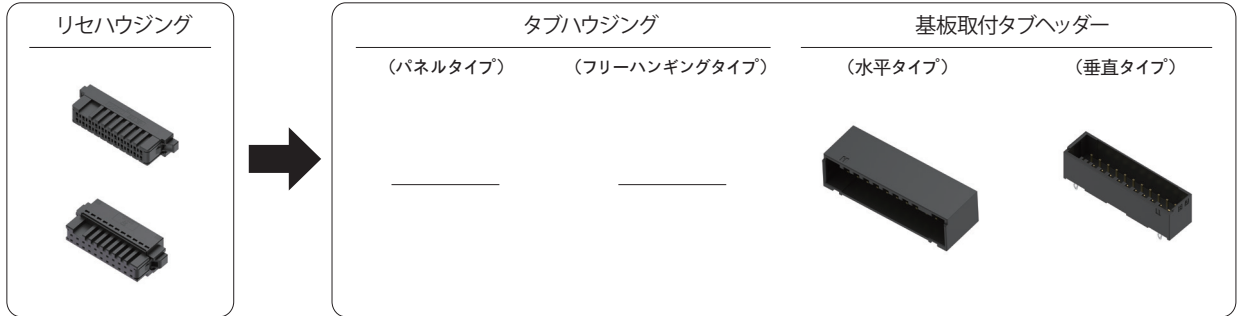 リセハウジング
タブハウジング
基板取付タブヘッダー
（パネルタイプ）
（フリーハンギングタイプ）
（水平タイプ）
（垂直タイプ）